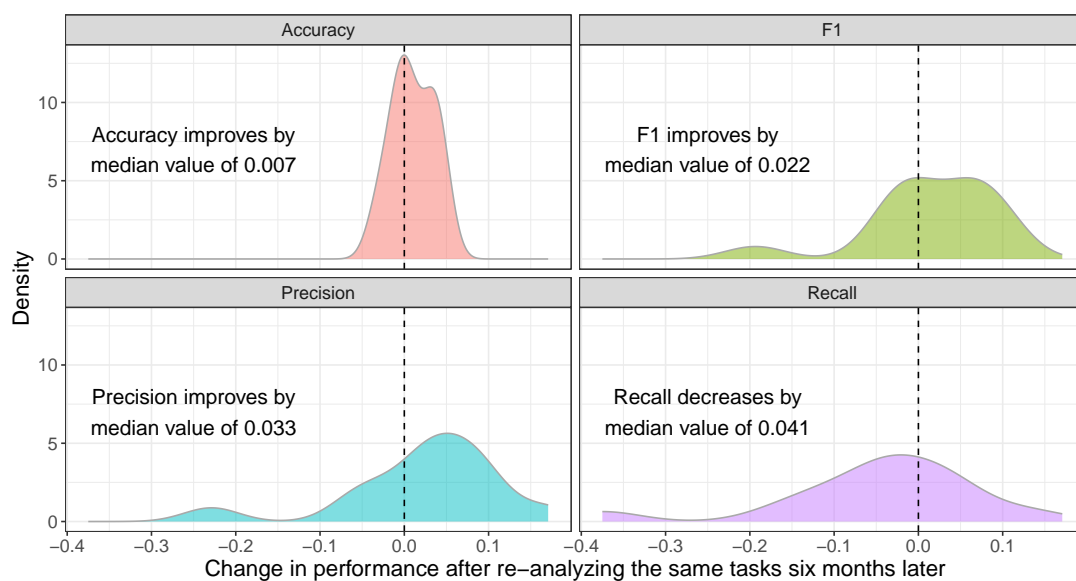 Accuracy
F1
Accuracy improves by
median value of 0.007
F1 improves by
median value of 0.022
10
5
0
Density
Precision
Recall
Precision improves by
median value of 0.033
Recall decreases by
median value of 0.041
10
5
0
−0.4 −0.3 −0.2 −0.1 0.0 0.1 −0.4 −0.3 −0.2 −0.1 0.0 0.1
Change in performance after re−analyzing the same tasks six months later